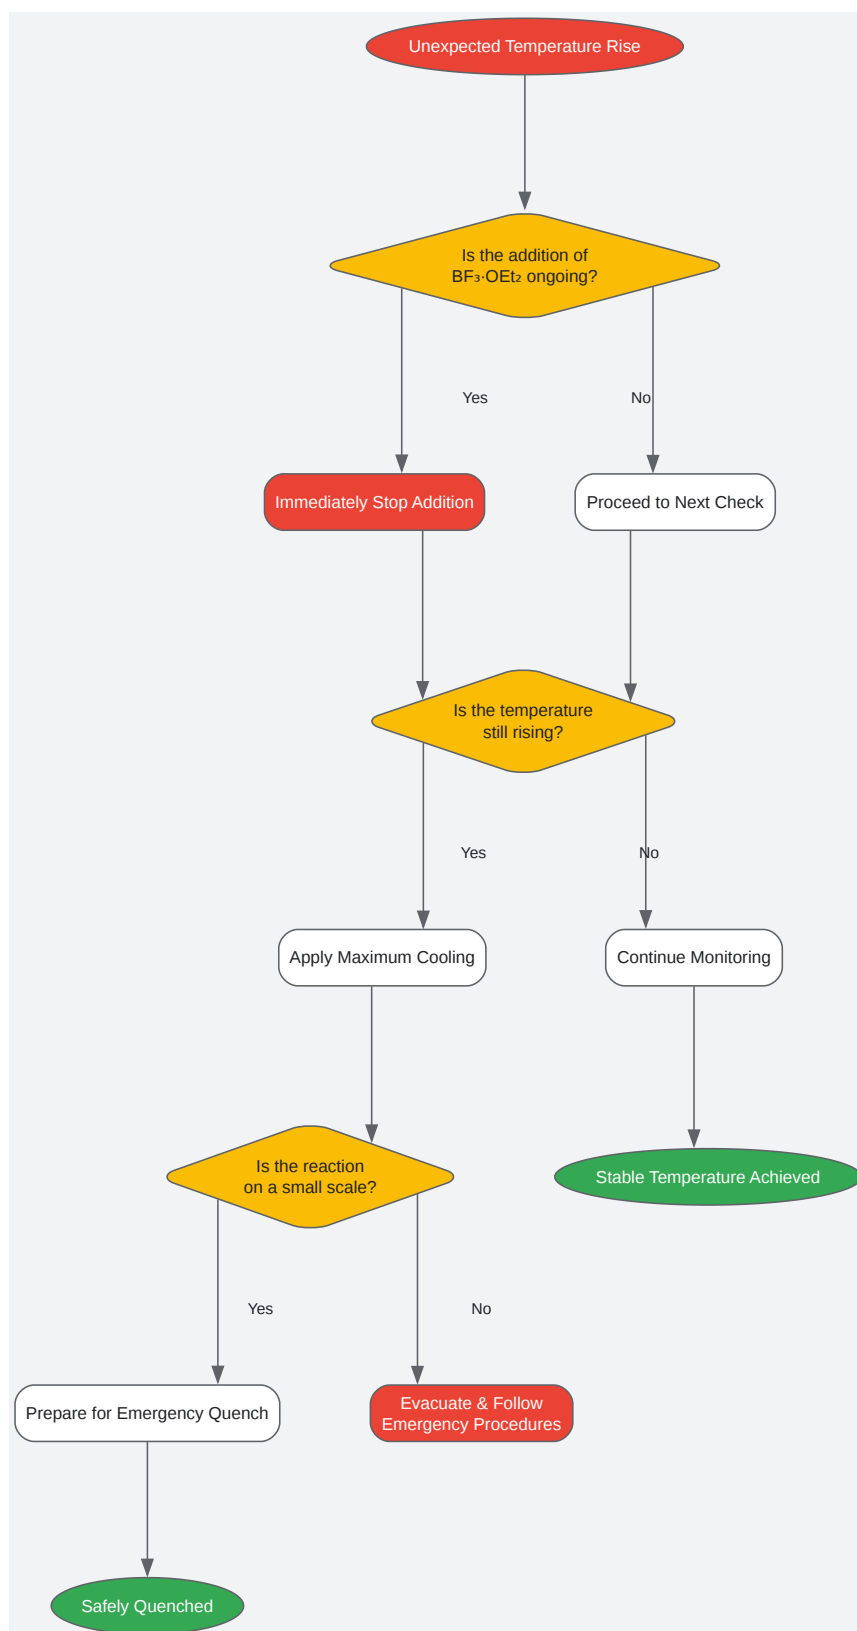 Unexpected Temperature Rise
Is the addition of
BF₃·OEt₂ ongoing?
Yes
No
Immediately Stop Addition
Proceed to Next Check
Is the temperature
still rising?
Yes
No
Apply Maximum Cooling
Continue Monitoring
Is the reaction
on a small scale?
Stable Temperature Achieved
Yes
No
Prepare for Emergency Quench
Evacuate & Follow
Emergency Procedures
Safely Quenched